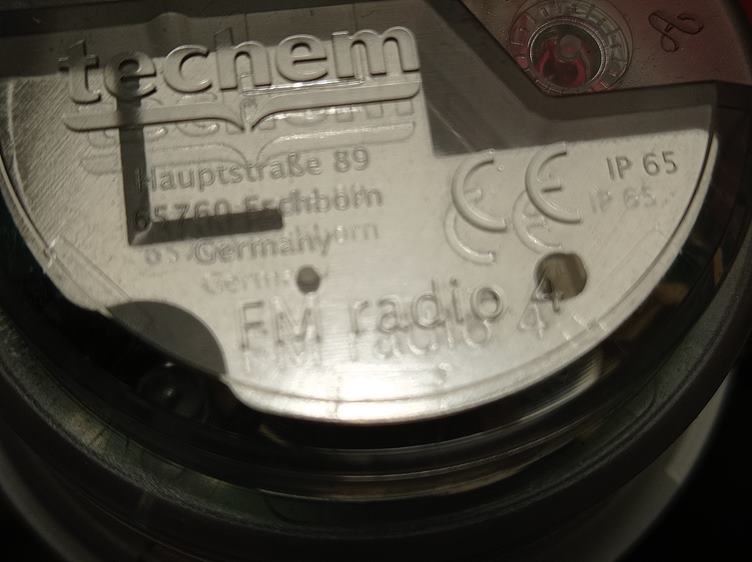 techem
Hauptstraße 89
65760 Eschborn
Germany
CE IP 65
FM radio 4